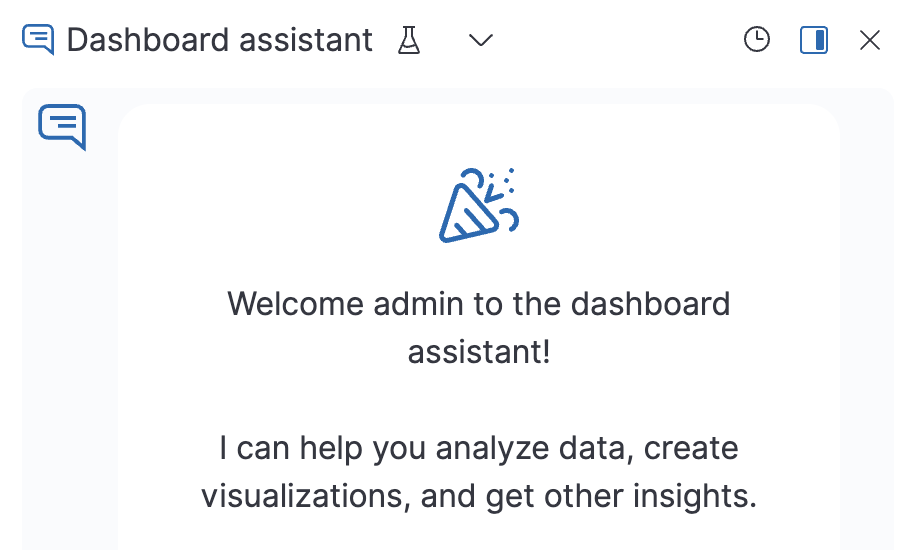 Dashboard assistant
Welcome admin to the dashboard
assistant!
I can help you analyze data, create
visualizations, and get other insights.